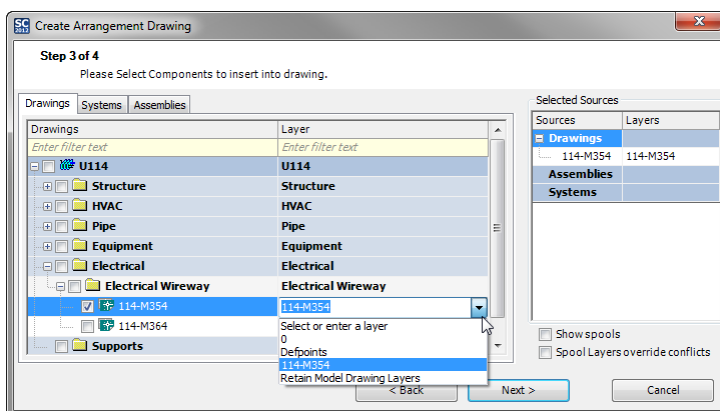 SC 2012 Create Arrangement Drawing
Step 3 of 4
Please Select Components to insert into drawing.
Drawings Systems Assemblies
Selected Sources
Drawings Layer
Sources Layers
Enter filter text Enter filter text
Drawings
U114 U114
114-M354 114-M354
Structure Structure
Assemblies
HVAC HVAC
Systems
Pipe Pipe
Equipment Equipment
Electrical Electrical
Electrical Wireway Electrical Wireway
114-M354 114-M354
114-M364
Select or enter a layer
0
Supports
Defpoints
114-M354
Retain Model Drawing Layers
Show spools
Spool Layers override conflicts
< Back Next > Cancel